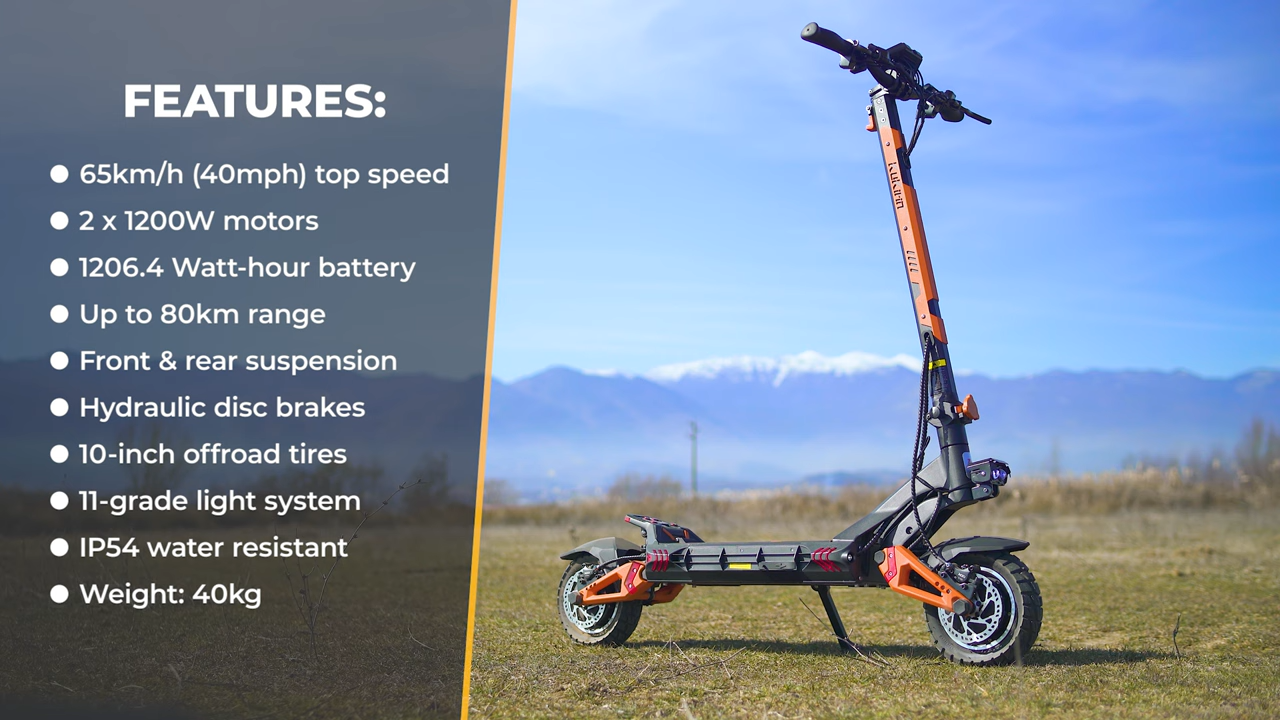 FEATURES:
● 65km/h (40mph) top speed
● 2 x 1200W motors
● 1206.4 Watt-hour battery
● Up to 80km range
● Front & rear suspension
● Hydraulic disc brakes
● 10-inch offroad tires
● 11-grade light system
● IP54 water resistant
● Weight: 40kg
kukirin